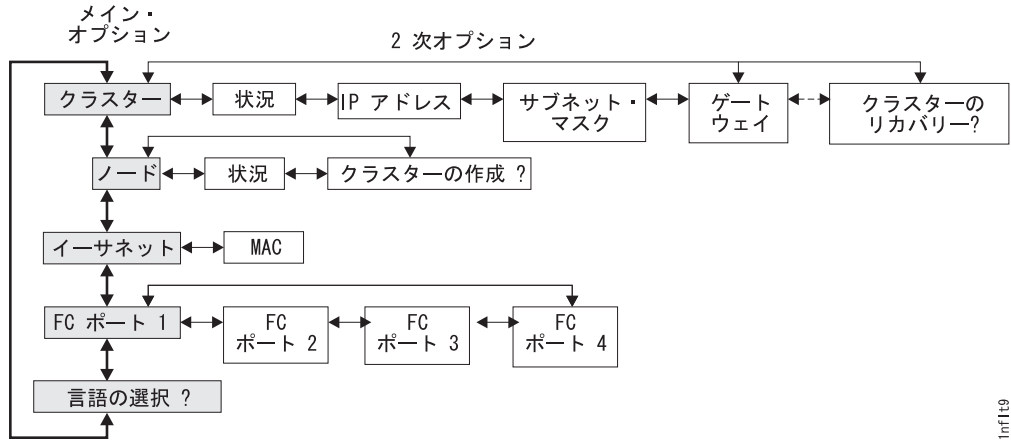 メイン・
オプション
2 次オプション
クラスター
状況
IP アドレス
サブネット・
マスク
ゲート
ウェイ
クラスターの
リカバリー?
ノード
状況
クラスターの作成 ?
イーサネット
MAC
FC ポート 1
FC
ポート 2
FC
ポート 3
FC
ポート 4
言語の選択 ?
1nflt9